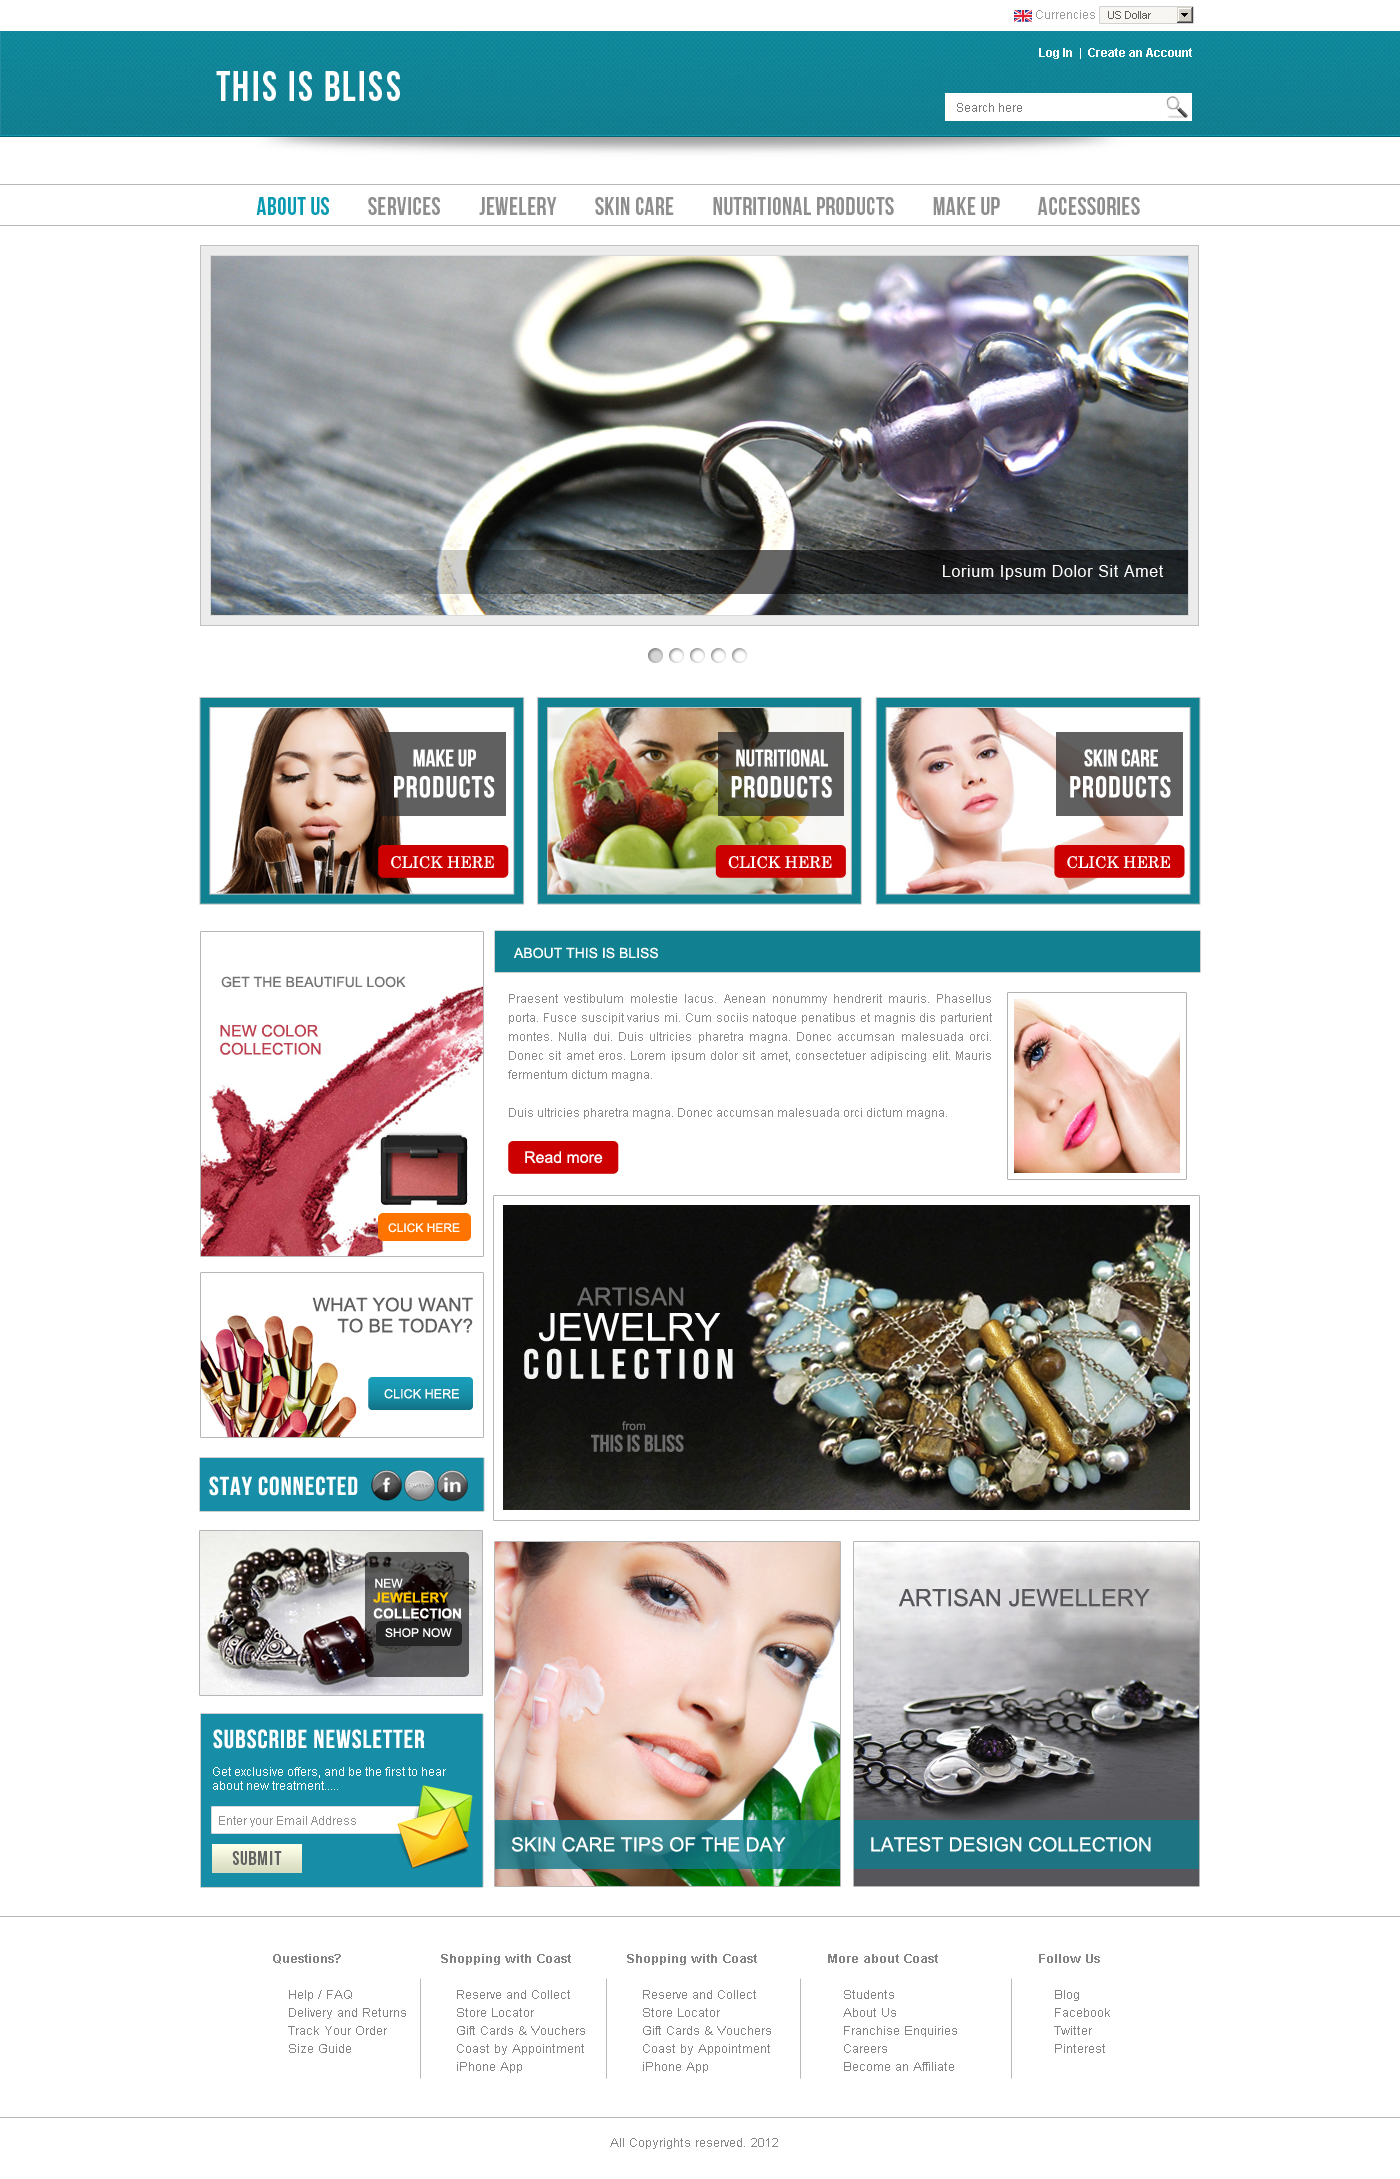 Currencies US Dollar
Log In | Create an Account
THIS IS BLISS
Search here
ABOUT US SERVICES JEWELERY SKIN CARE NUTRITIONAL PRODUCTS MAKE UP ACCESSORIES
Lorium Ipsum Dolor Sit Amet
MAKE UP
PRODUCTS
CLICK HERE
NUTRITIONAL
PRODUCTS
CLICK HERE
SKIN CARE
PRODUCTS
CLICK HERE
GET THE BEAUTIFUL LOOK
NEW COLOR
COLLECTION
CLICK HERE
WHAT YOU WANT
TO BE TODAY?
CLICK HERE
STAY CONNECTED f in
NEW
JEWELERY
COLLECTION
SHOP NOW
SUBSCRIBE NEWSLETTER
Get exclusive offers, and be the first to hear
about new treatment.....
Enter your Email Address
SUBMIT
ABOUT THIS IS BLISS
Praesent vestibulum molestie lacus. Aenean nonummy hendrerit mauris. Phasellus
porta. Fusce suscipit varius mi. Cum sociis natoque penatibus et magnis dis parturient
montes. Nulla dui. Duis ultricies pharetra magna. Donec accumsan malesuada orci.
Donec sit amet eros. Lorem ipsum dolor sit amet, consectetuer adipiscing elit. Mauris
fermentum dictum magna.
Duis ultricies pharetra magna. Donec accumsan malesuada orci dictum magna.
Read more
ARTISAN
JEWELRY
COLLECTION
from
THIS IS BLISS
SKIN CARE TIPS OF THE DAY
ARTISAN JEWELLERY
LATEST DESIGN COLLECTION
Questions?
Help / FAQ
Delivery and Returns
Track Your Order
Size Guide
Shopping with Coast
Reserve and Collect
Store Locator
Gift Cards & Vouchers
Coast by Appointment
iPhone App
Shopping with Coast
Reserve and Collect
Store Locator
Gift Cards & Vouchers
Coast by Appointment
iPhone App
More about Coast
Students
About Us
Franchise Enquiries
Careers
Become an Affiliate
Follow Us
Blog
Facebook
Twitter
Pinterest
All Copyrights reserved. 2012